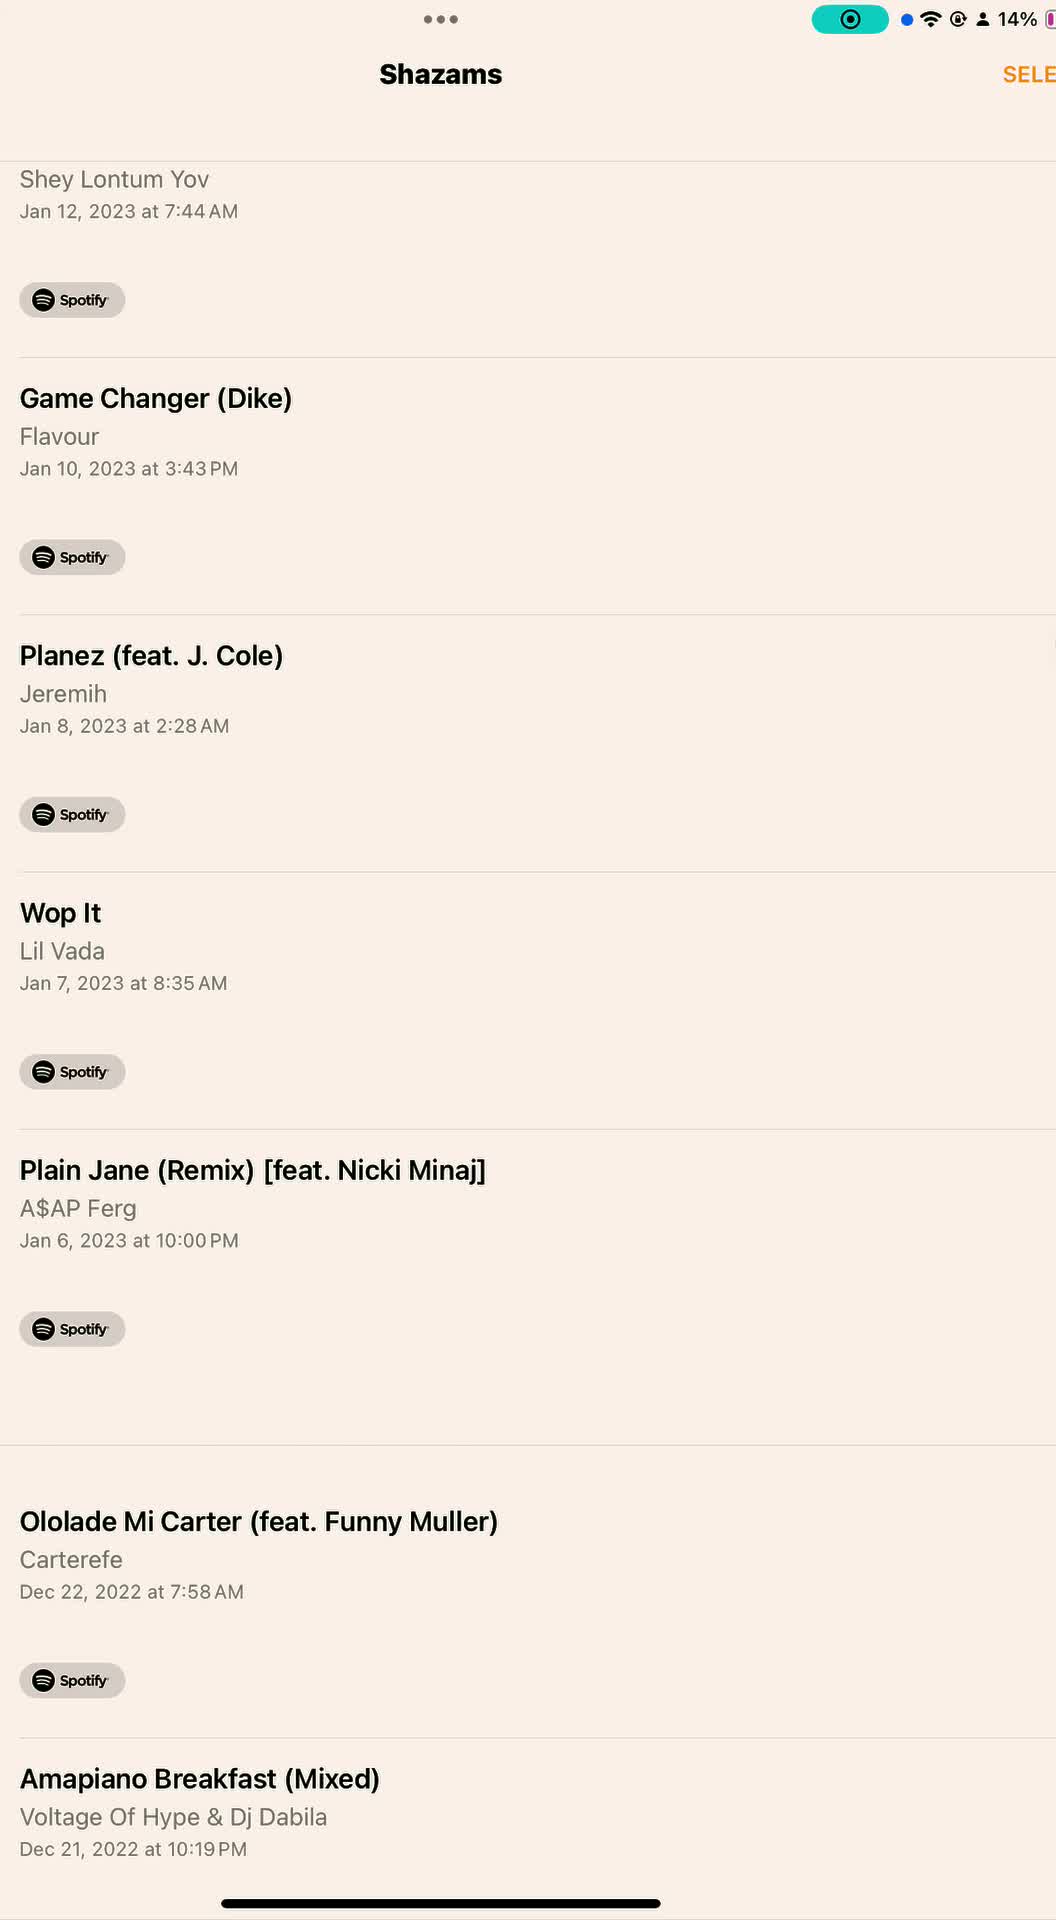 14%
Shazams
SELE
Shey Lontum Yov
Jan 12, 2023 at 7:44 AM
Spotify
Game Changer (Dike)
Flavour
Jan 10, 2023 at 3:43 PM
Spotify
Planez (feat. J. Cole)
Jeremih
Jan 8, 2023 at 2:28 AM
Spotify
Wop It
Lil Vada
Jan 7, 2023 at 8:35 AM
Spotify
Plain Jane (Remix) [feat. Nicki Minaj]
A$AP Ferg
Jan 6, 2023 at 10:00 PM
Spotify
Ololade Mi Carter (feat. Funny Muller)
Carterefe
Dec 22, 2022 at 7:58 AM
Spotify
Amapiano Breakfast (Mixed)
Voltage Of Hype & Dj Dabila
Dec 21, 2022 at 10:19 PM